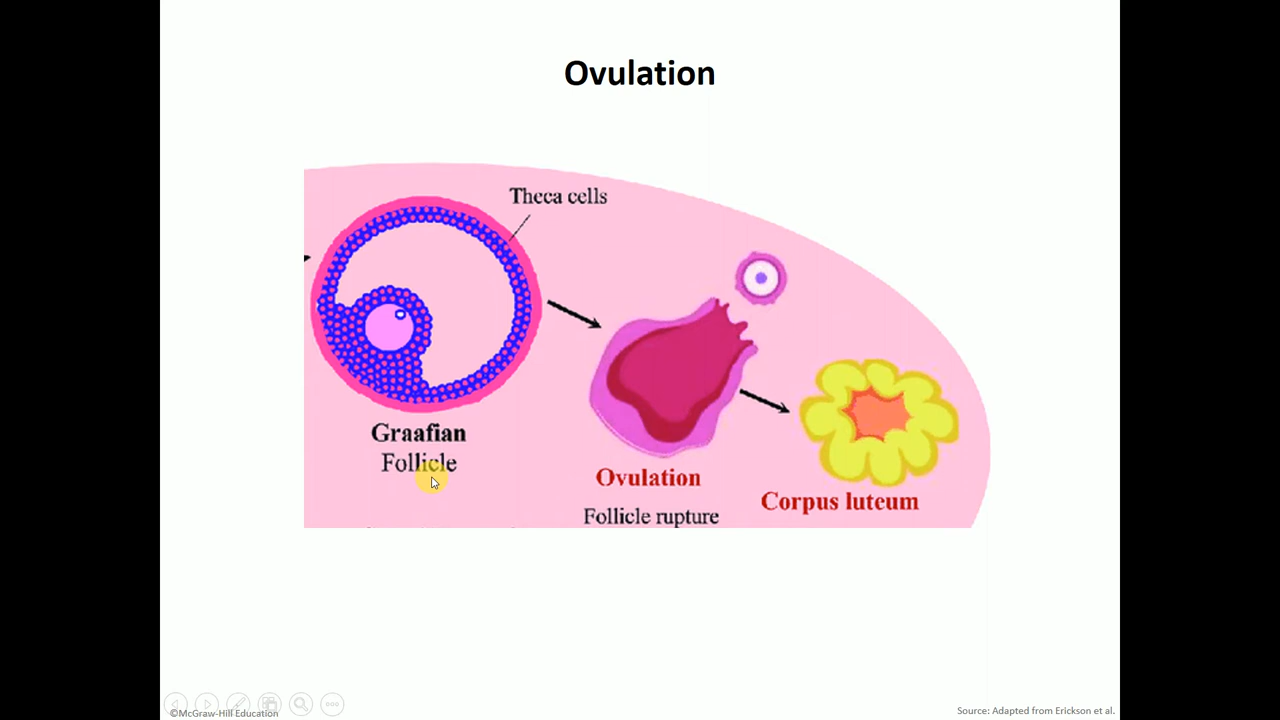 Ovulation
Theca cells
Graafian
Follicle
Ovulation
Follicle rupture
Corpus luteum
©McGraw-Hill Education
Source: Adapted from Erickson et al.